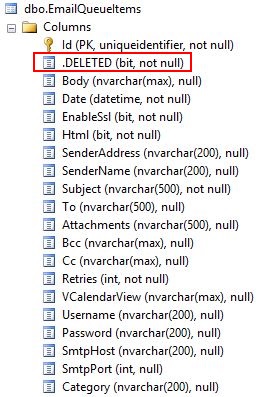 dbo.EmailQueueItems
Columns
Id (PK, uniqueidentifier, not null)
.DELETED (bit, not null)
Body (nvarchar(max), null)
Date (datetime, not null)
EnableSsl (bit, not null)
Html (bit, not null)
SenderAddress (nvarchar(200), null)
SenderName (nvarchar(200), null)
Subject (nvarchar(500), not null)
To (nvarchar(500), null)
Attachments (nvarchar(500), null)
Bcc (nvarchar(max), null)
Cc (nvarchar(max), null)
Retries (int, not null)
VCalendarView (nvarchar(max), null)
Username (nvarchar(200), null)
Password (nvarchar(200), null)
SmtpHost (nvarchar(200), null)
SmtpPort (int, null)
Category (nvarchar(200), null)